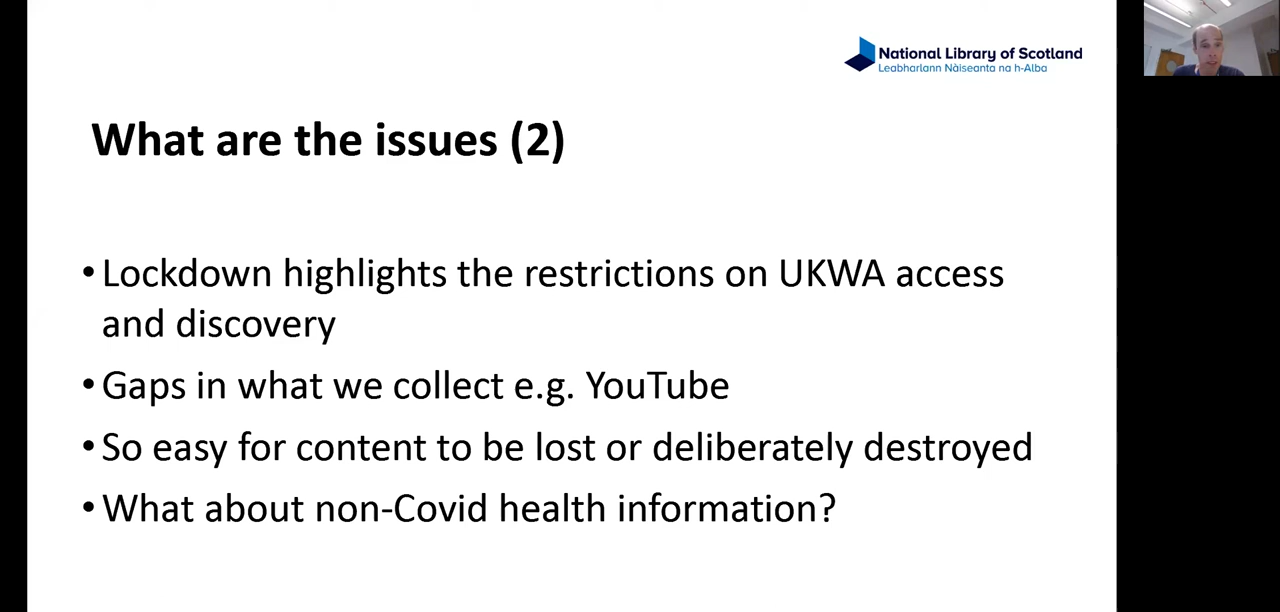 National Library of Scotland
Leabharlann Nàiseanta na h-Alba
What are the issues (2)
• Lockdown highlights the restrictions on UKWA access
and discovery
• Gaps in what we collect e.g. YouTube
• So easy for content to be lost or deliberately destroyed
• What about non-Covid health information?